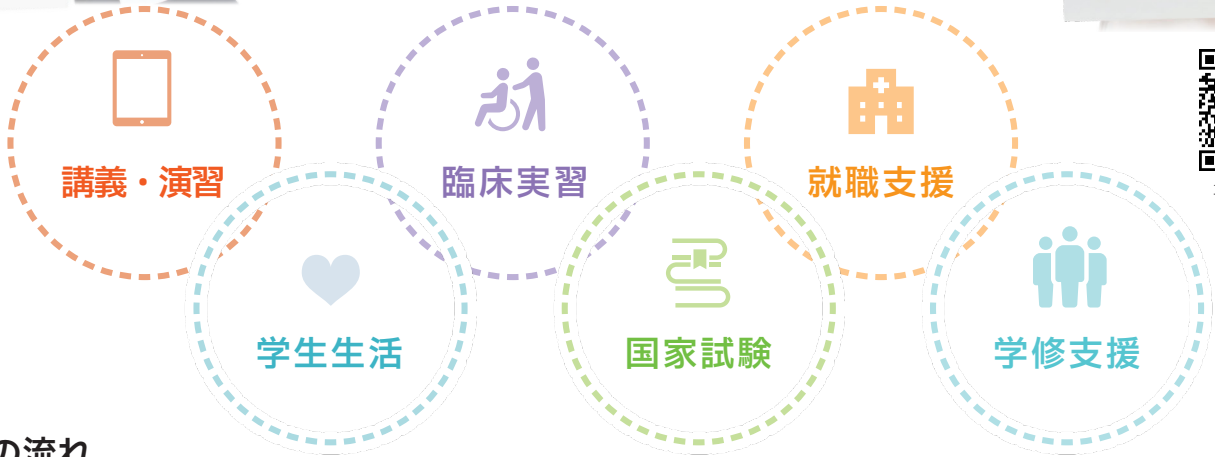 講義・演習
臨床実習
就職支援
学生生活
国家試験
学修支援
の流れ